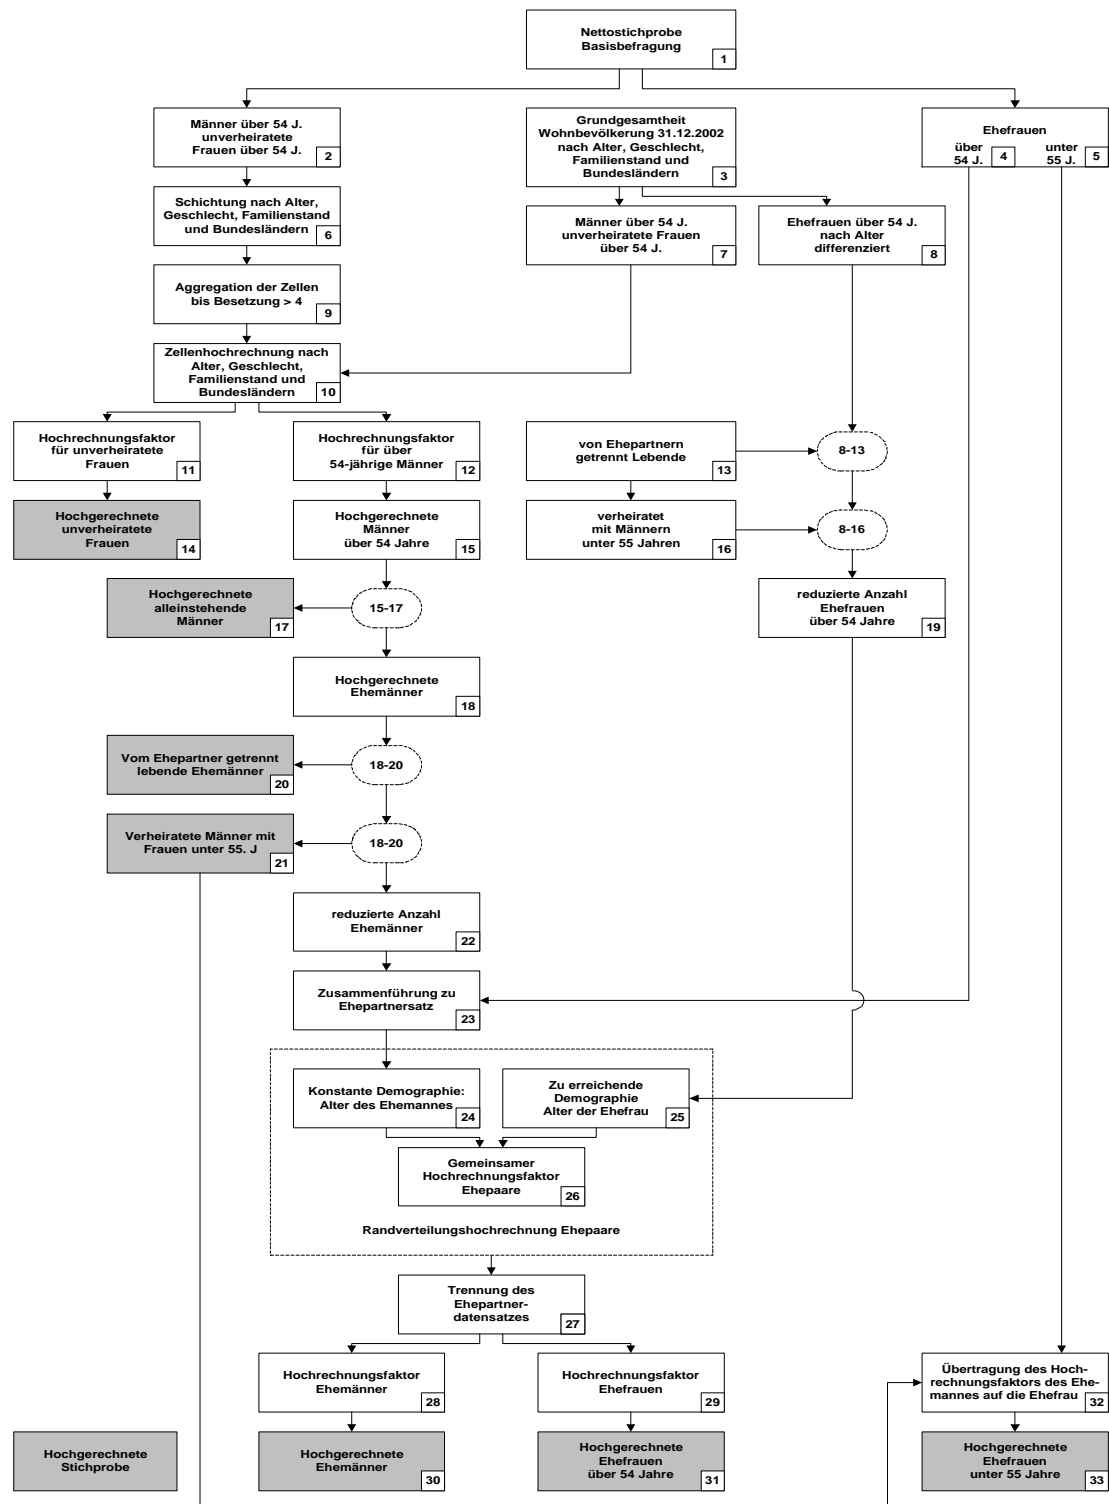 Nettostichprobe
Basisbefragung
1
Männer über 54 J.
unverheiratete
Frauen über 54 J.
2
Grundgesamtheit
Wohnbevölkerung 31.12.2002
nach Alter, Geschlecht,
Familienstand und
Bundesländern
3
Ehefrauen
über
54 J.
4
unter
55 J.
5
Schichtung nach Alter,
Geschlecht, Familienstand
und Bundesländern
6
Männer über 54 J.
unverheiratete Frauen
über 54 J.
7
Ehefrauen über 54 J.
nach Alter
differenziert
8
Aggregation der Zellen
bis Besetzung > 4
9
Zellenhochrechnung nach
Alter, Geschlecht,
Familienstand und
Bundesländern
10
Hochrechnungsfaktor
für unverheiratete
Frauen
11
Hochrechnungsfaktor
für über
54-jährige Männer
12
von Ehepartnern
getrennt Lebende
13
8-13
Hochgerechnete
unverheiratete
Frauen
14
Hochgerechnete
Männer
über 54 Jahre
15
verheiratet
mit Männern
unter 55 Jahren
16
8-16
Hochgerechnete
alleinstehende
Männer
17
15-17
reduzierte Anzahl
Ehefrauen
über 54 Jahre
19
Hochgerechnete
Ehemänner
18
Vom Ehepartner getrennt
lebende Ehemänner
20
18-20
Verheiratete Männer mit
Frauen unter 55. J
21
18-20
reduzierte Anzahl
Ehemänner
22
Zusammenführung zu
Ehepartnersatz
23
Konstante Demographie:
Alter des Ehemannes
24
Zu erreichende
Demographie
Alter der Ehefrau
25
Gemeinsamer
Hochrechnungsfaktor
Ehepaare
26
Randverteilungshochrechnung Ehepaare
Trennung des
Ehepartner-
datensatzes
27
Hochrechnungsfaktor
Ehemänner
28
Hochrechnungsfaktor
Ehefrauen
29
Übertragung des Hoch-
rechnungsfaktors des Ehe-
mannes auf die Ehefrau
32
Hochgerechnete
Stichprobe
Hochgerechnete
Ehemänner
30
Hochgerechnete
Ehefrauen
über 54 Jahre
31
Hochgerechnete
Ehefrauen
unter 55 Jahre
33